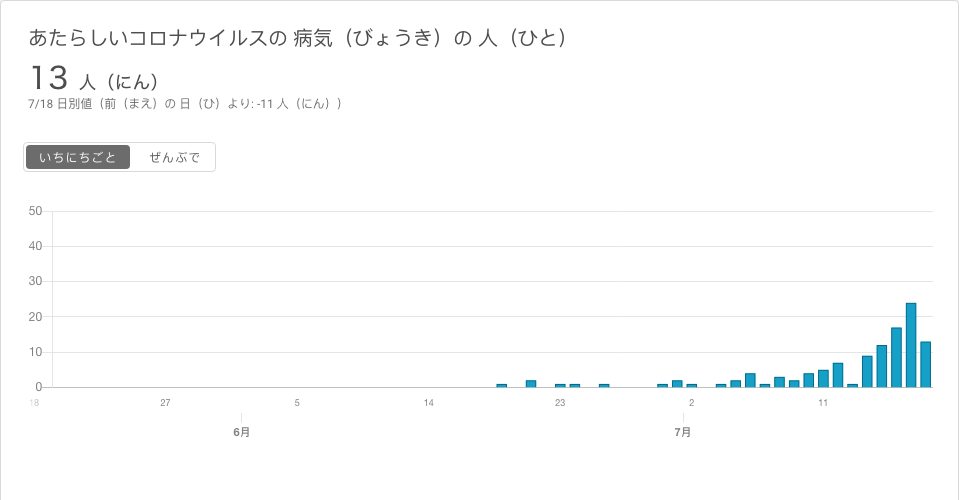 あたらしいコロナウイルスの 病気（びょうき）の 人（ひと）
13 人（にん）
7/18 日別値（前（まえ）の 日（ひ）より: -11 人（にん））
いちにちごと ぜんぶで
50
40
30
20
10
0
18 27 5 14 23 2 11
6月 7月